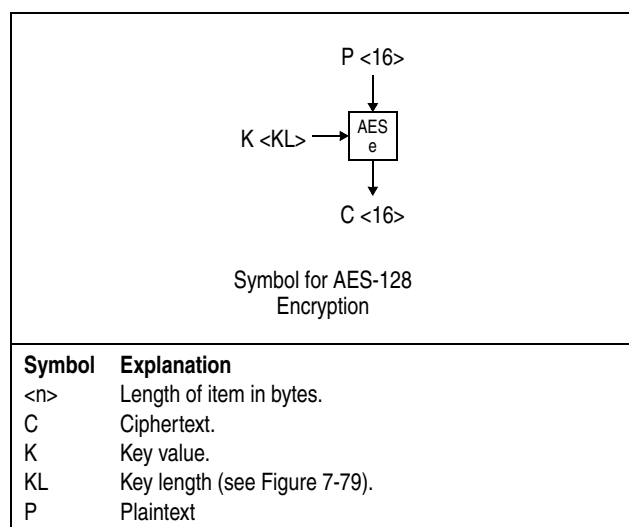 P <16>
K <KL>
AES
e
C <16>
Symbol for AES-128
Encryption
Symbol Explanation
<n> Length of item in bytes.
C Ciphertext.
K Key value.
KL Key length (see Figure 7-79).
P Plaintext